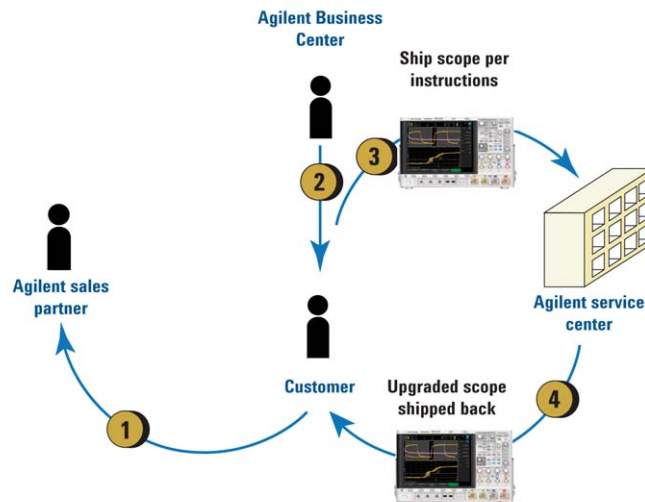 Agilent Business
Center
Ship scope per
instructions
3
2
Agilent sales
partner
Agilent service
center
Customer
Upgraded scope
shipped back
4
1